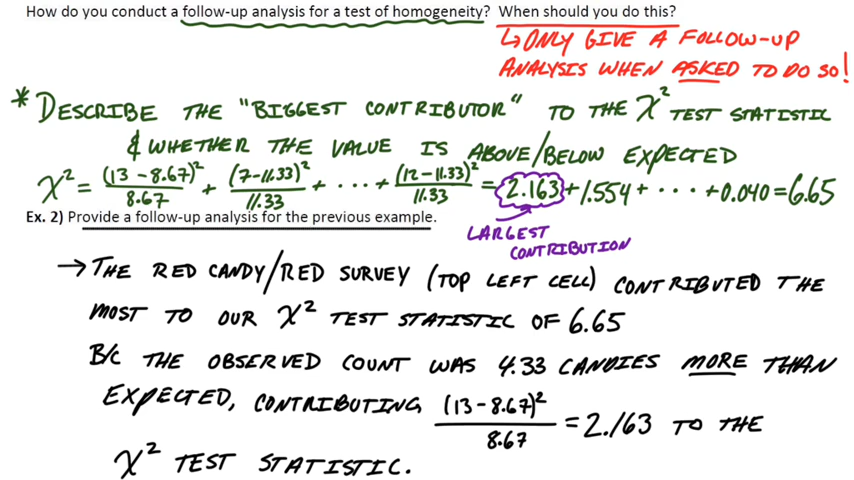 How do you conduct a follow-up analysis for a test of homogeneity? When should you do this?
↳ ONLY GIVE A FOLLOW-UP
ANALYSIS WHEN ASKED TO DO SO!
* DESCRIBE THE "BIGGEST CONTRIBUTOR" TO THE χ² TEST STATISTIC
& WHETHER THE VALUE IS ABOVE/BELOW EXPECTED
χ² = (13 - 8.67)²/8.67 + (7 - 11.33)²/11.33 + ... + (12 - 11.33)²/11.33 = 2.163 + 1.554 + ... + 0.040 = 6.65
Ex. 2) Provide a follow-up analysis for the previous example.
LARGEST
CONTRIBUTION
→ THE RED CANDY/RED SURVEY (TOP LEFT CELL) CONTRIBUTED THE
MOST TO OUR χ² TEST STATISTIC OF 6.65
B/C THE OBSERVED COUNT WAS 4.33 CANDIES MORE THAN
EXPECTED, CONTRIBUTING (13 - 8.67)²/8.67 = 2.163 TO THE
χ² TEST STATISTIC.